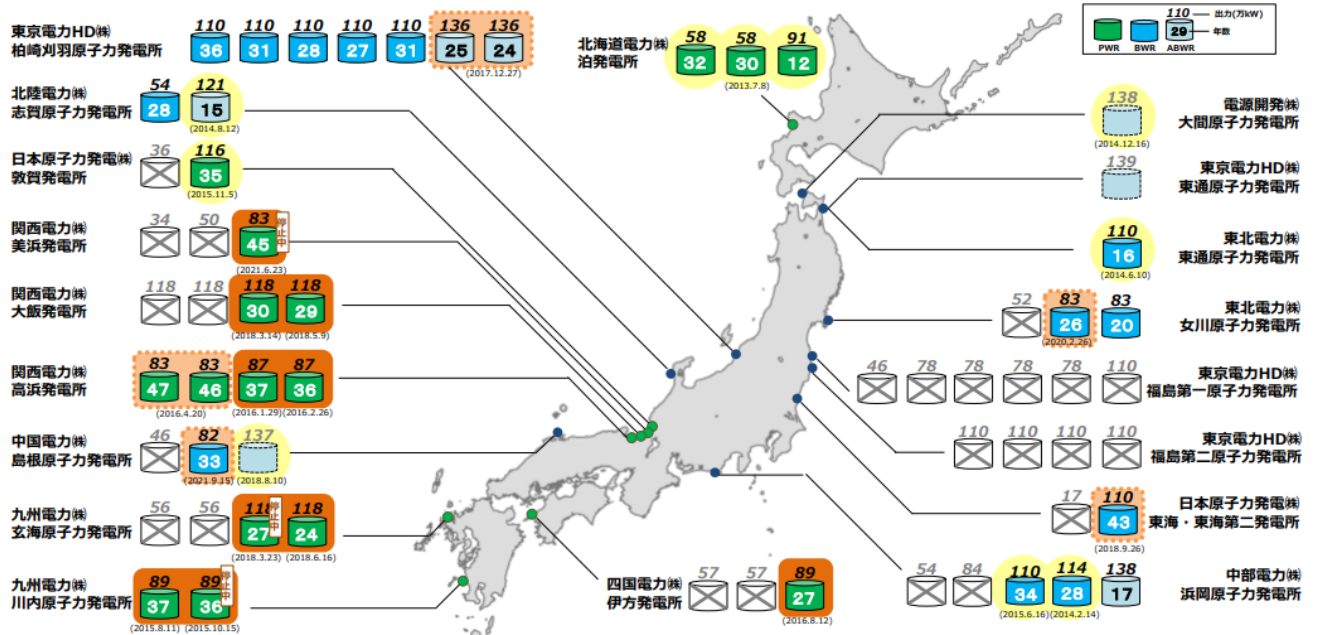 東京電力HD㈱
柏崎刈羽原子力発電所
110 110 110 110 110 136 136
36 31 28 27 31 25 24
(2017.12.27)
北陸電力㈱
志賀原子力発電所
54 121
28 15
(2014.8.12)
日本原子力発電㈱
敦賀発電所
36 116
35
(2015.11.5)
関西電力㈱
美浜発電所
34 50 83
45
停止中
(2021.6.23)
関西電力㈱
大飯発電所
118 118 118 118
30 29
(2018.3.14) (2018.5.9)
関西電力㈱
高浜発電所
83 83 87 87
47 46 37 36
(2016.4.20) (2016.1.29) (2016.2.26)
中国電力㈱
島根原子力発電所
46 82 137
33
(2021.9.15) (2018.8.10)
九州電力㈱
玄海原子力発電所
56 56 118 118
27 24
停止中
(2018.3.23) (2018.6.16)
九州電力㈱
川内原子力発電所
89 89
37 36
停止中
(2015.8.11) (2015.10.15)
北海道電力㈱
泊発電所
58 58 91
32 30 12
(2013.7.8)
110 出力(万kW)
29 年数
PWR BWR ABWR
138
電源開発㈱
大間原子力発電所
(2014.12.16)
139
東京電力HD㈱
東通原子力発電所
110
16
東北電力㈱
東通原子力発電所
(2014.6.10)
52 83 83
26 20
東北電力㈱
女川原子力発電所
(2020.2.26)
46 78 78 78 78 110
東京電力HD㈱
福島第一原子力発電所
110 110 110 110
東京電力HD㈱
福島第二原子力発電所
17 110
43
日本原子力発電㈱
東海・東海第二発電所
(2018.9.26)
54 84 110 114 138
34 28 17
中部電力㈱
浜岡原子力発電所
(2015.6.16) (2014.2.14)
四国電力㈱
伊方発電所
57 57 89
27
(2016.8.12)